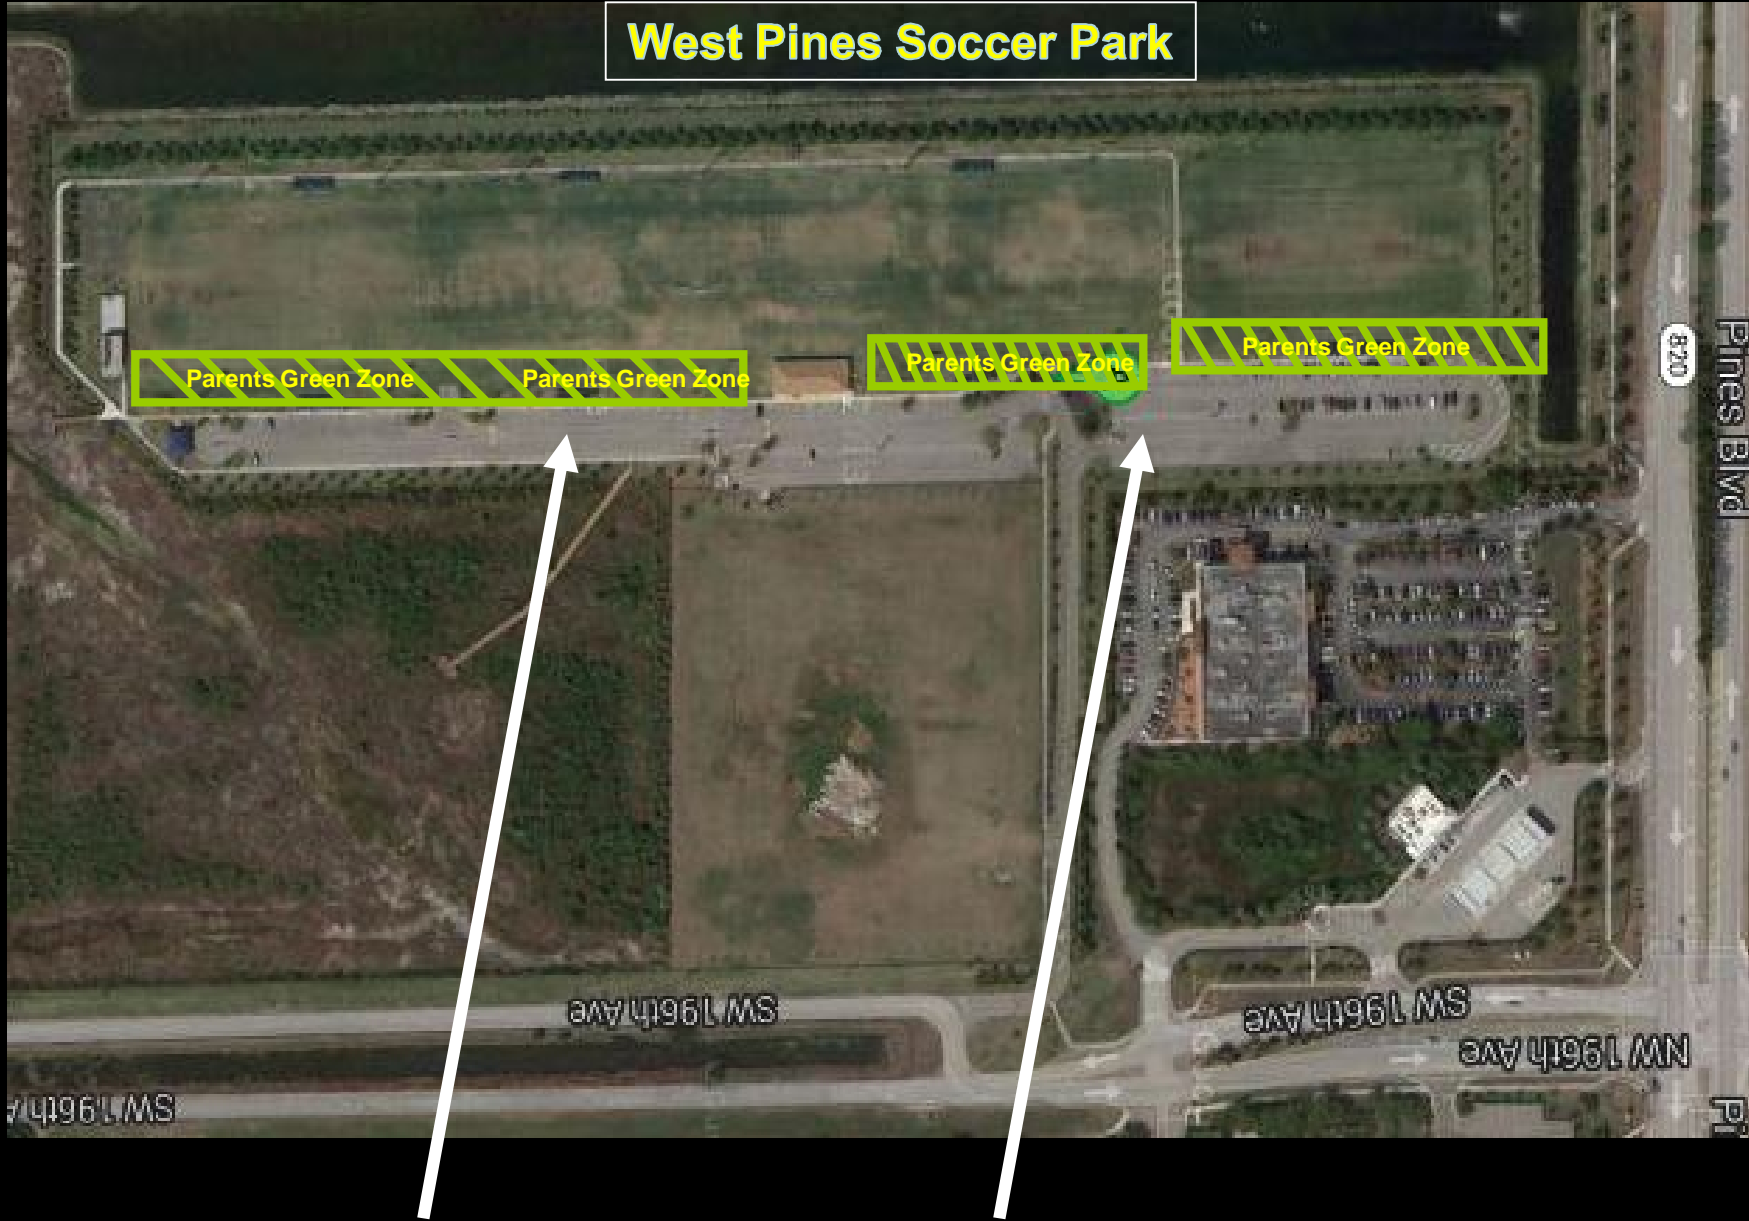 West Pines Soccer Park
Parents Green Zone
Parents Green Zone
Parents Green Zone
Parents Green Zone
820
Pines Blvd
SW 196th Ave
SW 196th Ave
NW 196th Ave
SW 196th A
Pi